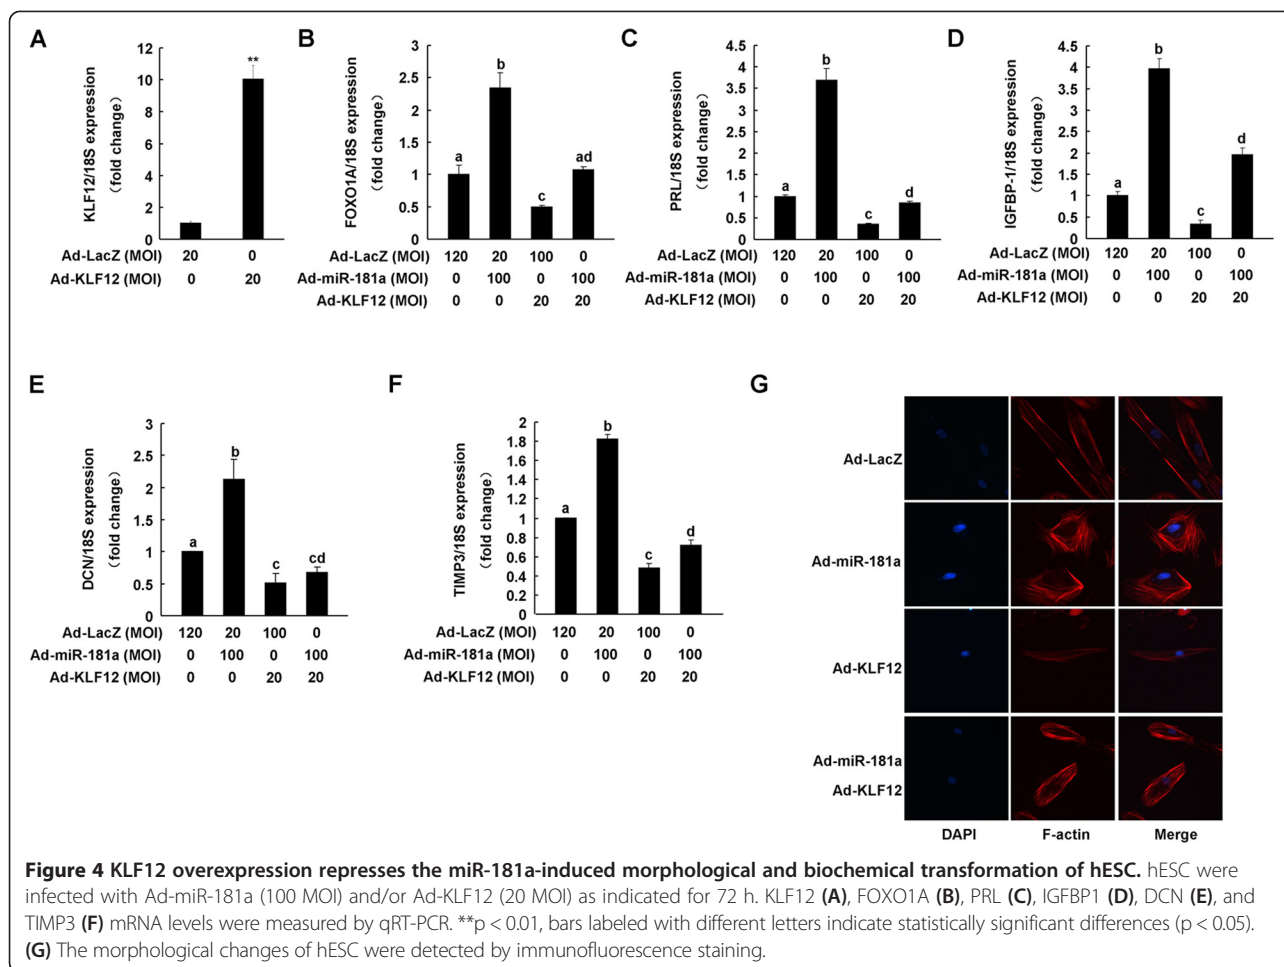 A
KLF12/18S expression
(fold change)
12
10
8
6
4
2
0
**
Ad-LacZ (MOI) 20 0
Ad-KLF12 (MOI) 0 20
B
FOXO1A/18S expression
(fold change)
3
2.5
2
1.5
1
0.5
0
a b c ad
Ad-LacZ (MOI) 120 20 100 0
Ad-miR-181a (MOI) 0 100 0 100
Ad-KLF12 (MOI) 0 0 20 20
C
PRL/18S expression
(fold change)
4.5
4
3.5
3
2.5
2
1.5
1
0.5
0
a b c d
Ad-LacZ (MOI) 120 20 100 0
Ad-miR-181a (MOI) 0 100 0 100
Ad-KLF12 (MOI) 0 0 20 20
D
IGFBP-1/18S expression
(fold change)
4.5
4
3.5
3
2.5
2
1.5
1
0.5
0
a b c d
Ad-LacZ (MOI) 120 20 100 0
Ad-miR-181a (MOI) 0 100 0 100
Ad-KLF12 (MOI) 0 0 20 20
E
DCN/18S expression
(fold change)
3
2.5
2
1.5
1
0.5
0
a b c cd
Ad-LacZ (MOI) 120 20 100 0
Ad-miR-181a (MOI) 0 100 0 100
Ad-KLF12 (MOI) 0 0 20 20
F
TIMP3/18S expression
(fold change)
2
1.8
1.6
1.4
1.2
1
0.8
0.6
0.4
0.2
0
a b c d
Ad-LacZ (MOI) 120 20 100 0
Ad-miR-181a (MOI) 0 100 0 100
Ad-KLF12 (MOI) 0 0 20 20
G
Ad-LacZ
Ad-miR-181a
Ad-KLF12
Ad-miR-181a
Ad-KLF12
DAPI F-actin Merge
Figure 4 KLF12 overexpression represses the miR-181a-induced morphological and biochemical transformation of hESC. hESC were
infected with Ad-miR-181a (100 MOI) and/or Ad-KLF12 (20 MOI) as indicated for 72 h. KLF12 (A), FOXO1A (B), PRL (C), IGFBP1 (D), DCN (E), and
TIMP3 (F) mRNA levels were measured by qRT-PCR. **p < 0.01, bars labeled with different letters indicate statistically significant differences (p < 0.05).
(G) The morphological changes of hESC were detected by immunofluorescence staining.